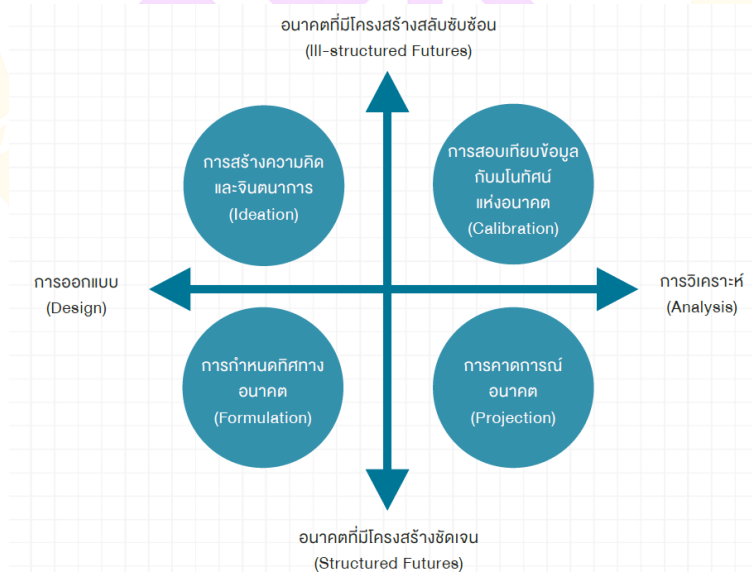 อนาคตที่มีโครงสร้างสลับซับซ้อน
(Ill-structured Futures)
การสร้างความคิด
และจินตนาการ
(Ideation)
การสอบเทียบข้อมูล
กับมโนทัศน์
แห่งอนาคต
(Calibration)
การออกแบบ
(Design)
การวิเคราะห์
(Analysis)
การกำหนดทิศทาง
อนาคต
(Formulation)
การคาดการณ์
อนาคต
(Projection)
อนาคตที่มีโครงสร้างชัดเจน
(Structured Futures)